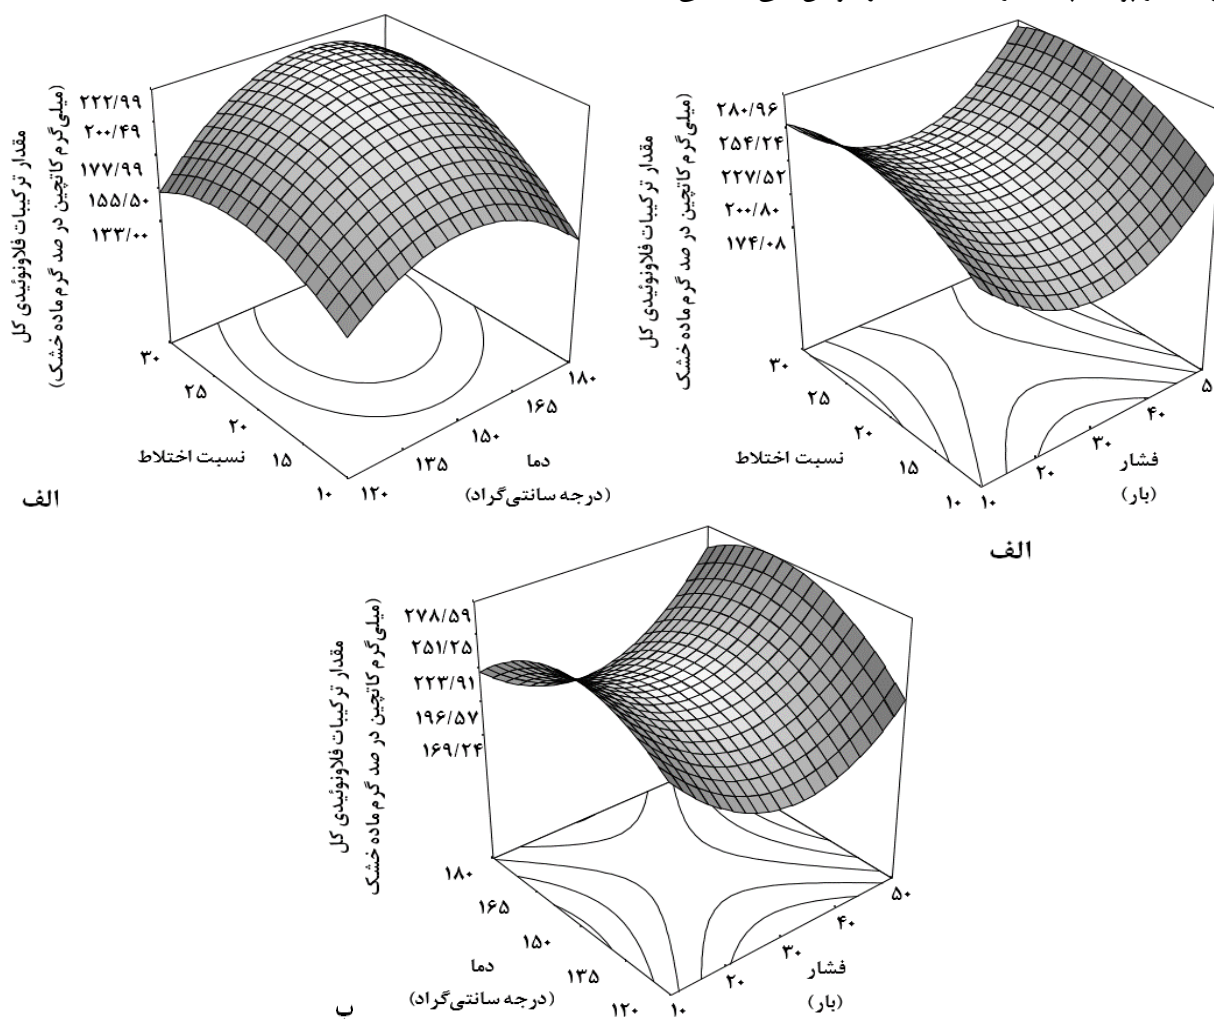 ۲۲۲/۹۹
۲۰۰/۴۹
۱۷۷/۹۹
۱۵۵/۵۰
۱۳۳/۰۰
مقدار ترکیبات فلاونوئیدی کل
(میلی‌گرم کاتچین در صد گرم ماده خشک)
۳۰
۲۵
۲۰
۱۵
۱۰
نسبت اختلاط
۱۲۰
۱۳۵
۱۵۰
۱۶۵
۱۸۰
دما
(درجه سانتی‌گراد)
الف
۲۸۰/۹۶
۲۵۴/۲۴
۲۲۷/۵۲
۲۰۰/۸۰
۱۷۴/۰۸
مقدار ترکیبات فلاونوئیدی کل
(میلی‌گرم کاتچین در صد گرم ماده خشک
۳۰
۲۵
۲۰
۱۵
۱۰
نسبت اختلاط
۱۰
۲۰
۳۰
۴۰
۵
فشار
(بار)
الف
۲۷۸/۵۹
۲۵۱/۲۵
۲۲۳/۹۱
۱۹۶/۵۷
۱۶۹/۲۴
مقدار ترکیبات فلاونوئیدی کل
(میلی‌گرم کاتچین در صد گرم ماده خشک
۱۸۰
۱۶۵
۱۵۰
۱۳۵
۱۲۰
دما
(درجه سانتی‌گراد)
۱۰
۲۰
۳۰
۴۰
۵۰
فشار
(بار)
ب